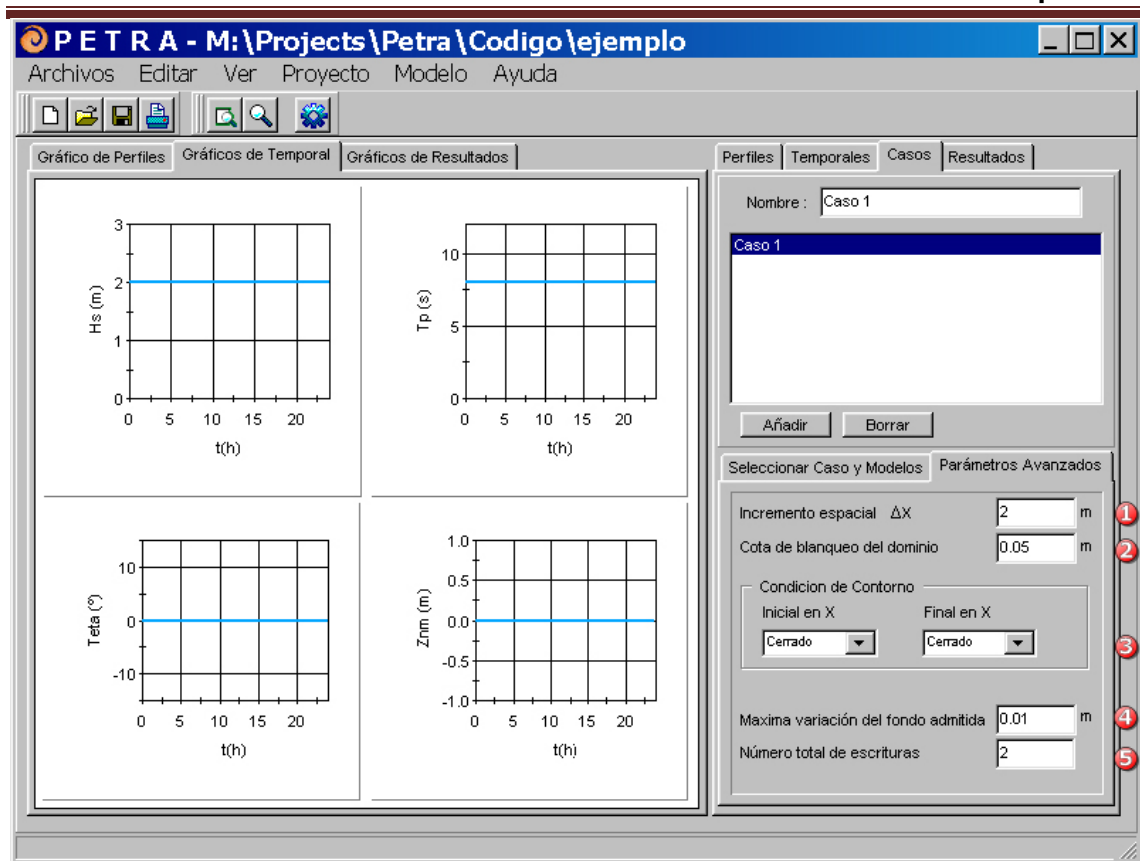 P E T R A - M:\Projects\Petra\Codigo\ejemplo
Archivos Editar Ver Proyecto Modelo Ayuda
Gráfico de Perfiles Gráficos de Temporal Gráficos de Resultados
3
2
1
0
Hs (m)
0 5 10 15 20
t(h)
10
5
0
Tp (s)
0 5 10 15 20
t(h)
10
0
-10
Teta (º)
0 5 10 15 20
t(h)
1.0
0.5
0.0
-0.5
-1.0
Znm (m)
0 5 10 15 20
t(h)
Perfiles Temporales Casos Resultados
Nombre : Caso 1
Caso 1
Añadir Borrar
Seleccionar Caso y Modelos Parámetros Avanzados
Incremento espacial ΔX 2 m 1
Cota de blanqueo del dominio 0.05 m 2
Condicion de Contorno
Inicial en X Final en X
Cerrado Cerrado 3
Maxima variación del fondo admitida 0.01 m 4
Número total de escrituras 2 5